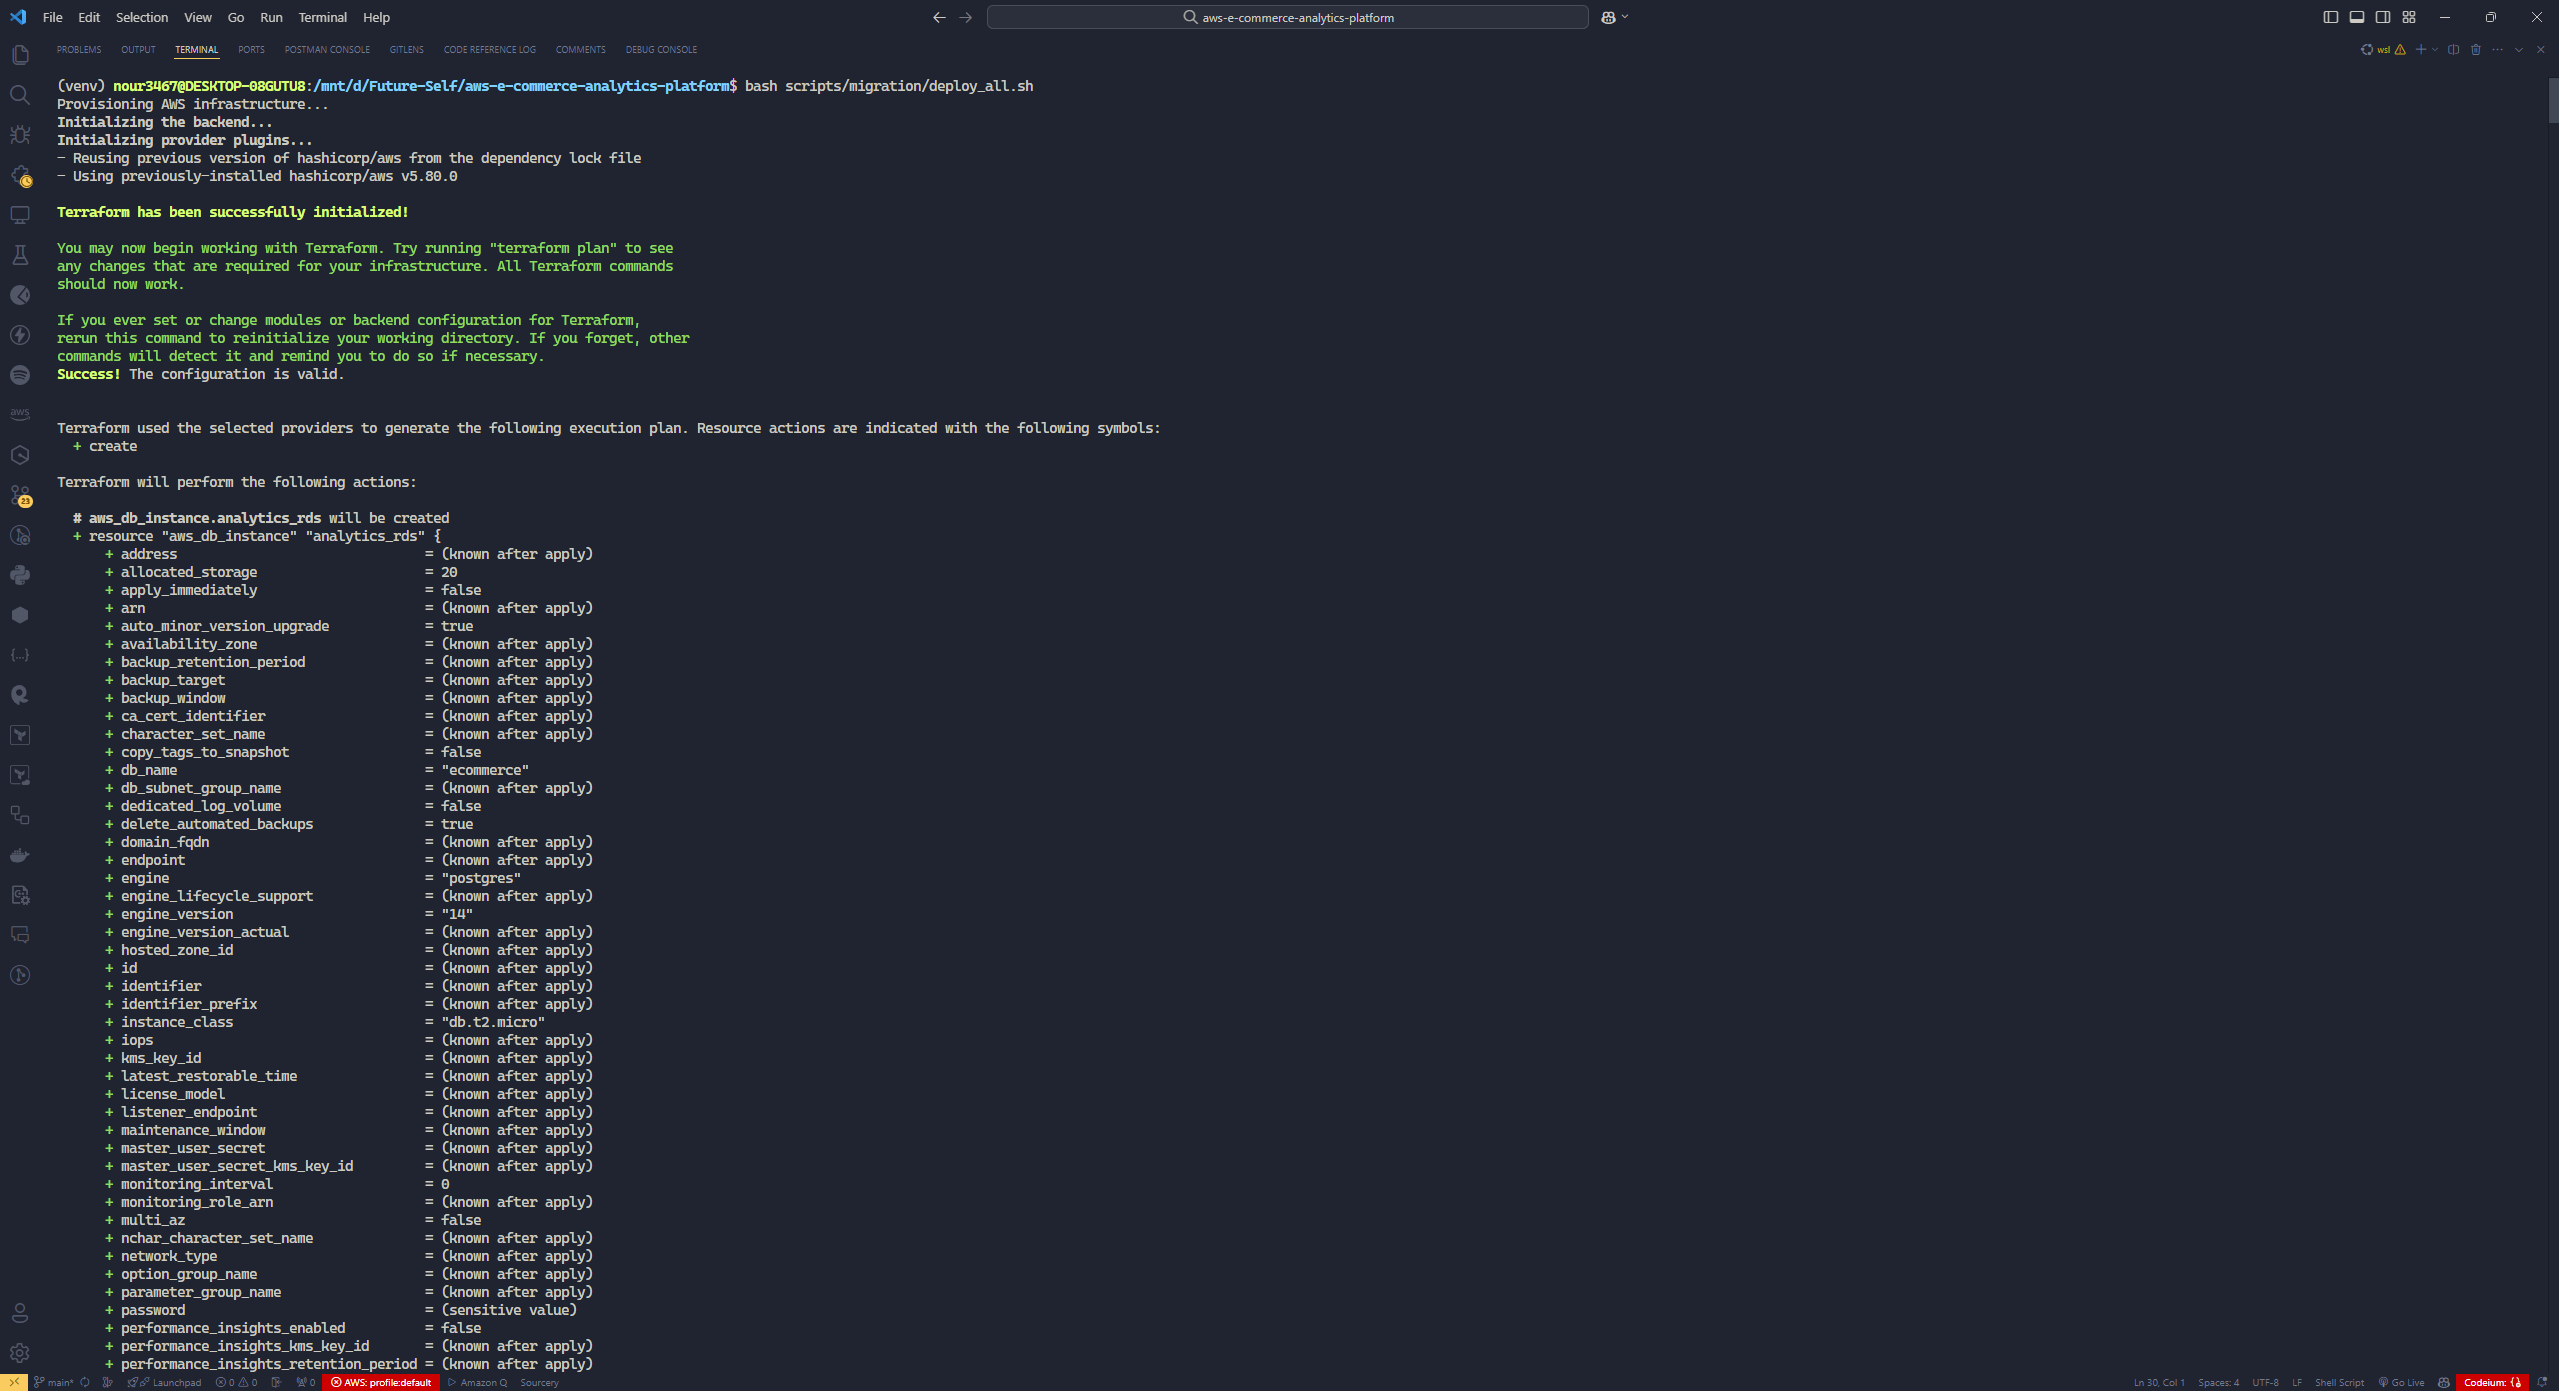 File Edit Selection View Go Run Terminal Help
aws-e-commerce-analytics-platform
PROBLEMS OUTPUT TERMINAL PORTS POSTMAN CONSOLE GITLENS CODE REFERENCE LOG COMMENTS DEBUG CONSOLE
wsl
(venv) nour3467@DESKTOP-08GUTU8:/mnt/d/Future-Self/aws-e-commerce-analytics-platform$ bash scripts/migration/deploy_all.sh
Provisioning AWS infrastructure...
Initializing the backend...
Initializing provider plugins...
- Reusing previous version of hashicorp/aws from the dependency lock file
- Using previously-installed hashicorp/aws v5.80.0
Terraform has been successfully initialized!
You may now begin working with Terraform. Try running "terraform plan" to see
any changes that are required for your infrastructure. All Terraform commands
should now work.
If you ever set or change modules or backend configuration for Terraform,
rerun this command to reinitialize your working directory. If you forget, other
commands will detect it and remind you to do so if necessary.
Success! The configuration is valid.
Terraform used the selected providers to generate the following execution plan. Resource actions are indicated with the following symbols:
+ create
Terraform will perform the following actions:
# aws_db_instance.analytics_rds will be created
+ resource "aws_db_instance" "analytics_rds" {
+ address = (known after apply)
+ allocated_storage = 20
+ apply_immediately = false
+ arn = (known after apply)
+ auto_minor_version_upgrade = true
+ availability_zone = (known after apply)
+ backup_retention_period = (known after apply)
+ backup_target = (known after apply)
+ backup_window = (known after apply)
+ ca_cert_identifier = (known after apply)
+ character_set_name = (known after apply)
+ copy_tags_to_snapshot = false
+ db_name = "ecommerce"
+ db_subnet_group_name = (known after apply)
+ dedicated_log_volume = false
+ delete_automated_backups = true
+ domain_fqdn = (known after apply)
+ endpoint = (known after apply)
+ engine = "postgres"
+ engine_lifecycle_support = (known after apply)
+ engine_version = "14"
+ engine_version_actual = (known after apply)
+ hosted_zone_id = (known after apply)
+ id = (known after apply)
+ identifier = (known after apply)
+ identifier_prefix = (known after apply)
+ instance_class = "db.t2.micro"
+ iops = (known after apply)
+ kms_key_id = (known after apply)
+ latest_restorable_time = (known after apply)
+ license_model = (known after apply)
+ listener_endpoint = (known after apply)
+ maintenance_window = (known after apply)
+ master_user_secret = (known after apply)
+ master_user_secret_kms_key_id = (known after apply)
+ monitoring_interval = 0
+ monitoring_role_arn = (known after apply)
+ multi_az = false
+ nchar_character_set_name = (known after apply)
+ network_type = (known after apply)
+ option_group_name = (known after apply)
+ parameter_group_name = (known after apply)
+ password = (sensitive value)
+ performance_insights_enabled = false
+ performance_insights_kms_key_id = (known after apply)
+ performance_insights_retention_period = (known after apply)
aws
23
main* Launchpad 0 0 0 AWS: profile:default Amazon Q Sourcery Ln 30, Col 1 Spaces: 4 UTF-8 LF Shell Script Go Live Codeium: {}